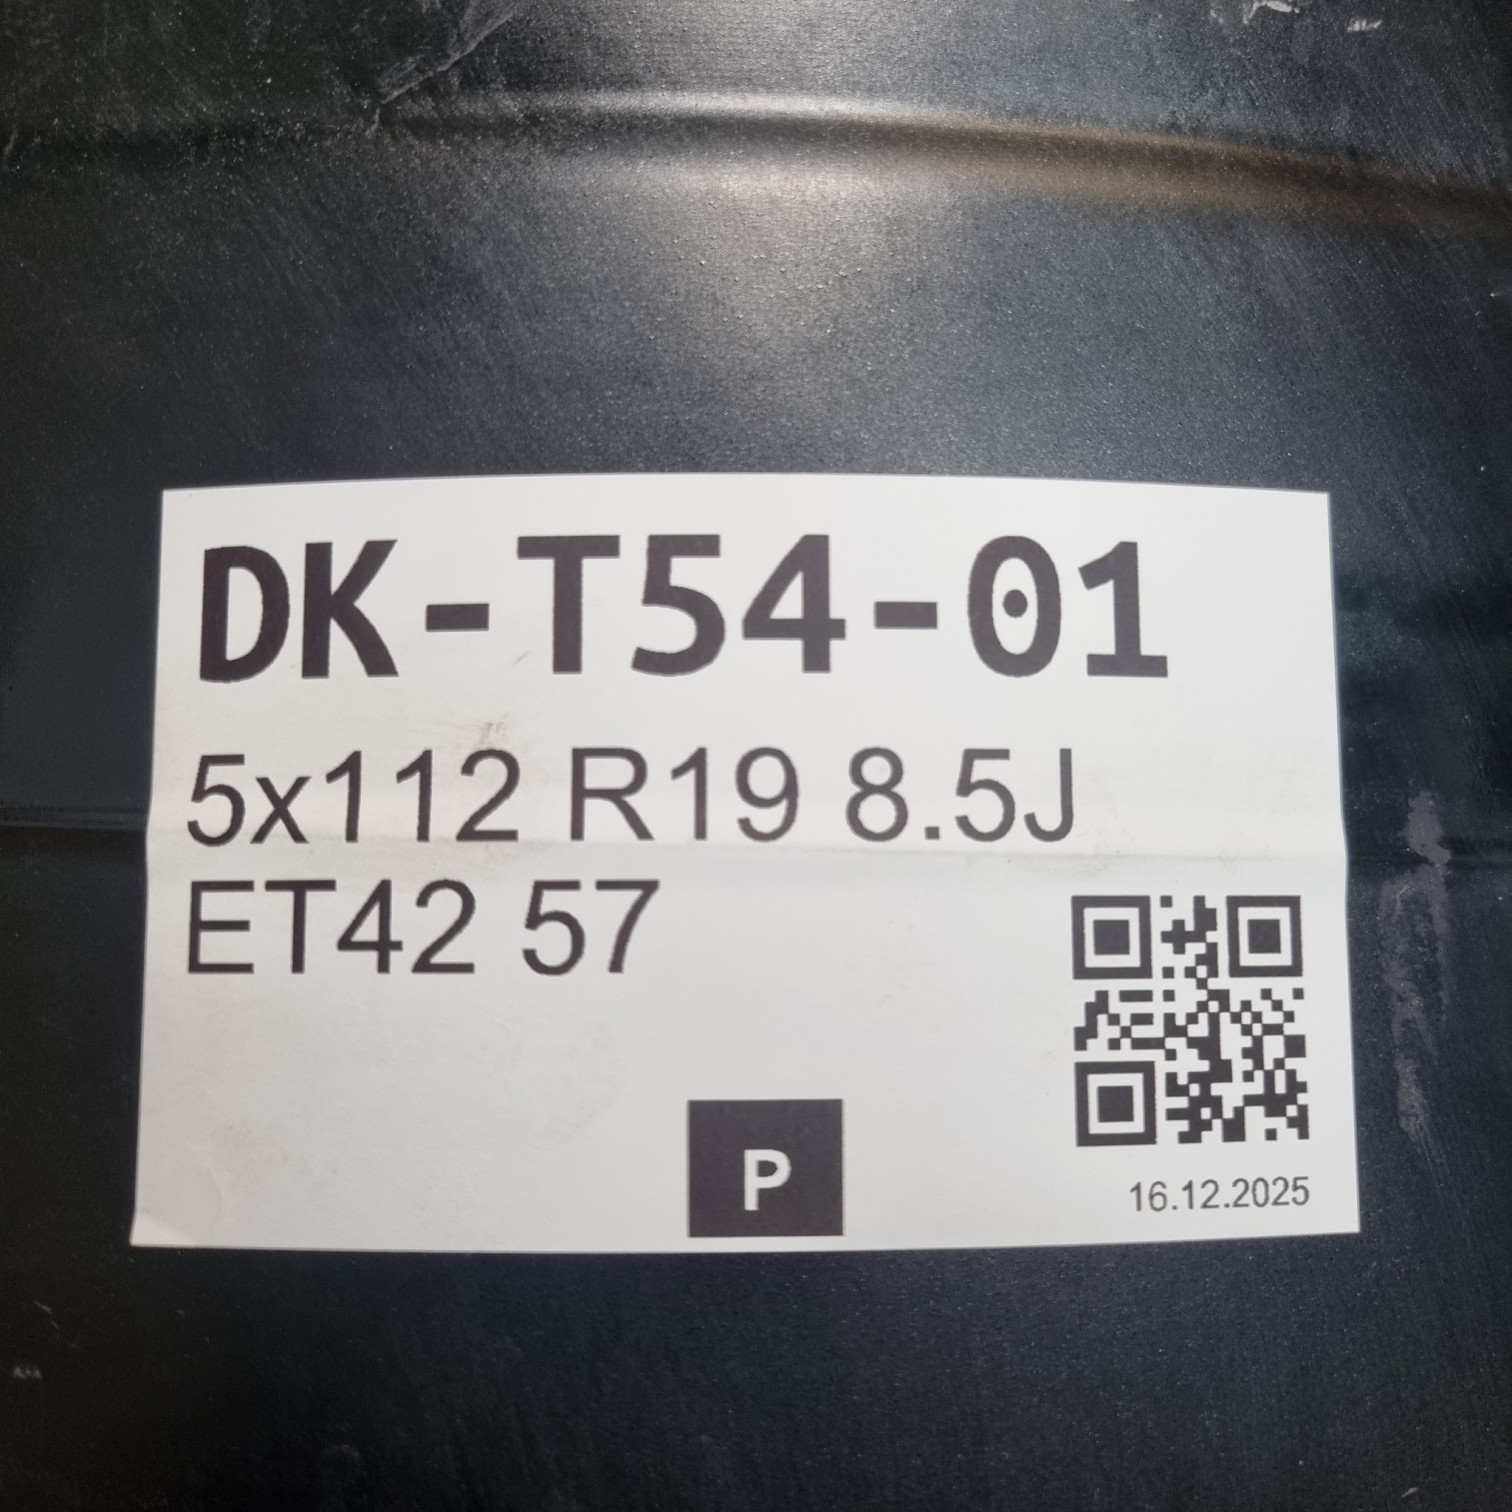 DK-T54-01
5x112 R19 8.5J
ET42 57
P
16.12.2025